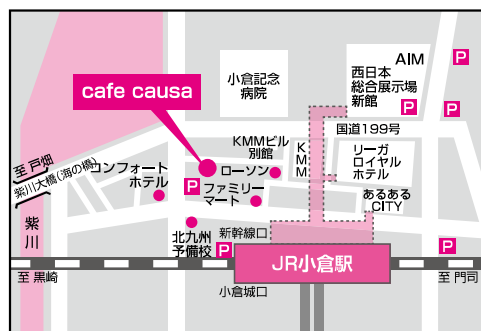 AIM
西日本
総合展示場
新館
P
P
P
小倉記念
病院
P
cafe causa
国道199号
KMMビル
別館
KMM
リーガ
ロイヤル
ホテル
至 戸畑
紫川大橋(海の橋)
コンフォート
ホテル
ローソン
P
ファミリー
マート
あるある
CITY
紫川
北九州
予備校
新幹線口
P
P
JR小倉駅
至 黒崎
小倉城口
至 門司